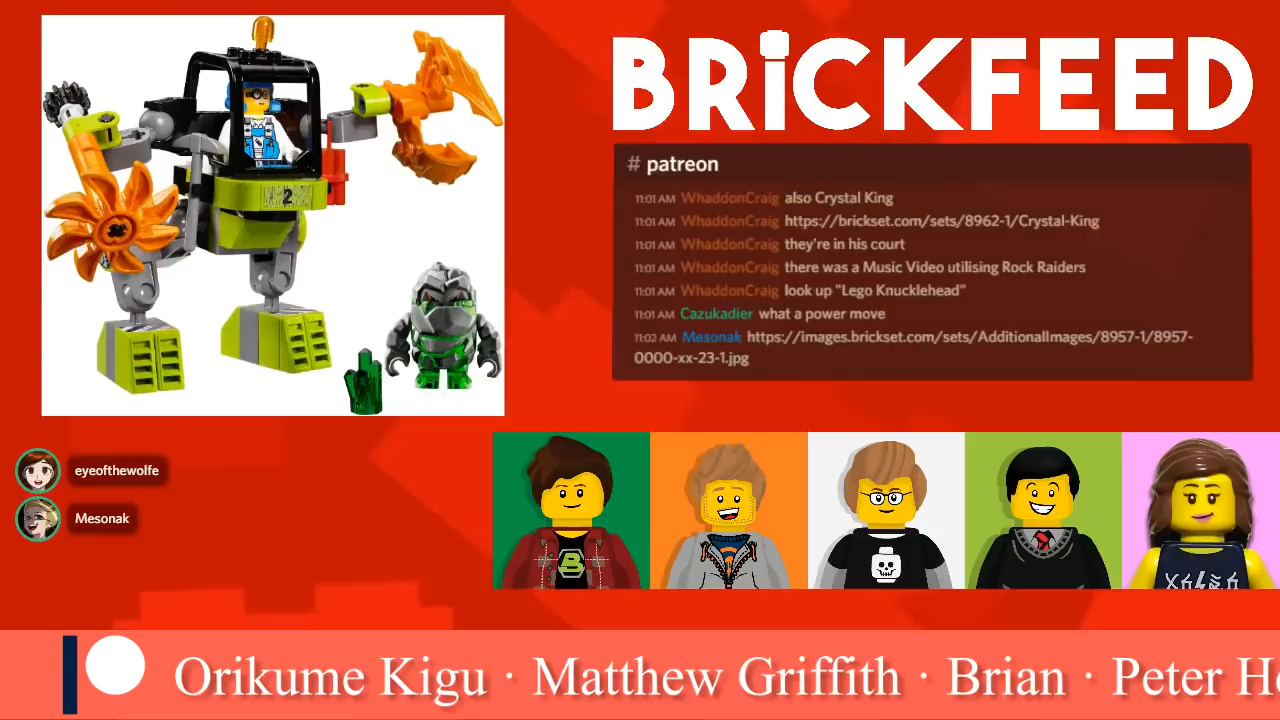 BRiCKFEED
# patreon
11:01 AM WhaddonCraig also Crystal King
11:01 AM WhaddonCraig https://brickset.com/sets/8962-1/Crystal-King
11:01 AM WhaddonCraig they're in his court
11:01 AM WhaddonCraig there was a Music Video utilising Rock Raiders
11:01 AM WhaddonCraig look up "Lego Knucklehead"
11:01 AM Cazukadier what a power move
11:02 AM Mesonak https://images.brickset.com/sets/AdditionalImages/8957-1/8957-
0000-xx-23-1.jpg
2
eyeofthewolfe
Mesonak
B
Orikume Kigu · Matthew Griffith · Brian · Peter He